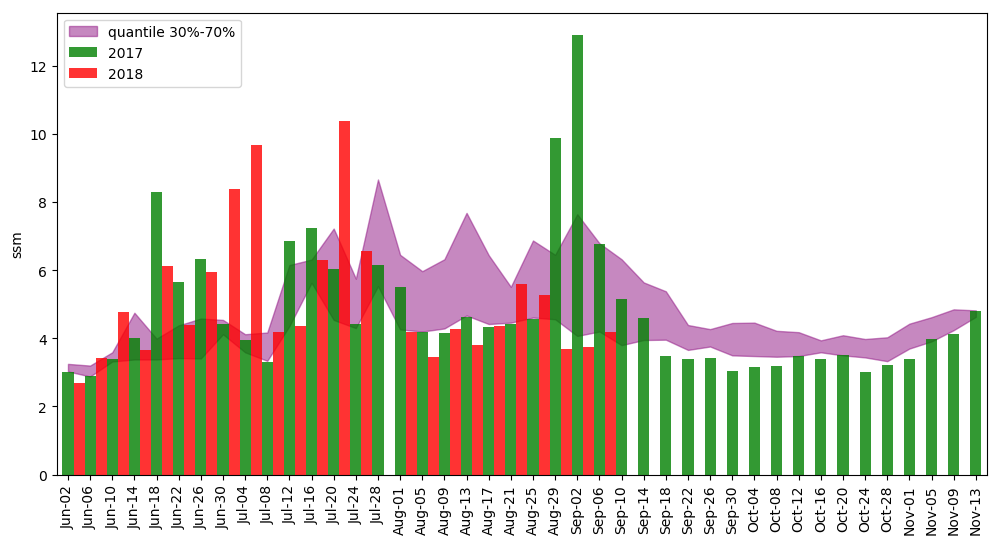 quantile 30%-70%
2017
2018
ssm
12
10
8
6
4
2
0
Jun-02
Jun-06
Jun-10
Jun-14
Jun-18
Jun-22
Jun-26
Jun-30
Jul-04
Jul-08
Jul-12
Jul-16
Jul-20
Jul-24
Jul-28
Aug-01
Aug-05
Aug-09
Aug-13
Aug-17
Aug-21
Aug-25
Aug-29
Sep-02
Sep-06
Sep-10
Sep-14
Sep-18
Sep-22
Sep-26
Sep-30
Oct-04
Oct-08
Oct-12
Oct-16
Oct-20
Oct-24
Oct-28
Nov-01
Nov-05
Nov-09
Nov-13